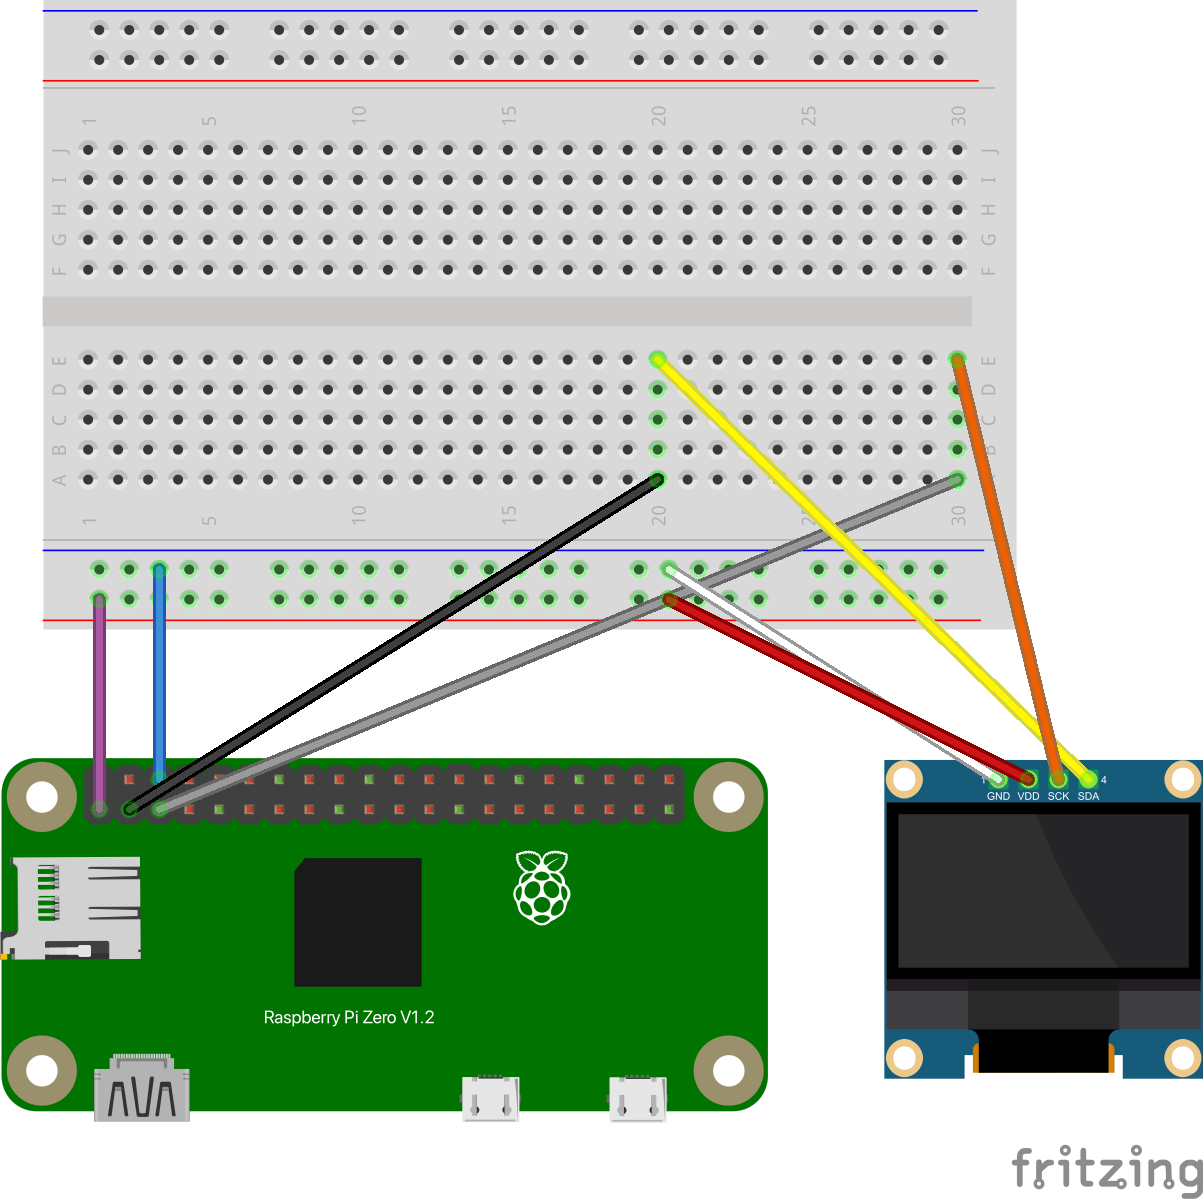 1 5 10 15 20 25 30
J J
I I
H H
G G
F F
E E
D D
C C
B B
A
1 5 10 15 20 30
1 4
GND VDD SCK SDA
Raspberry Pi Zero V1.2
fritzing